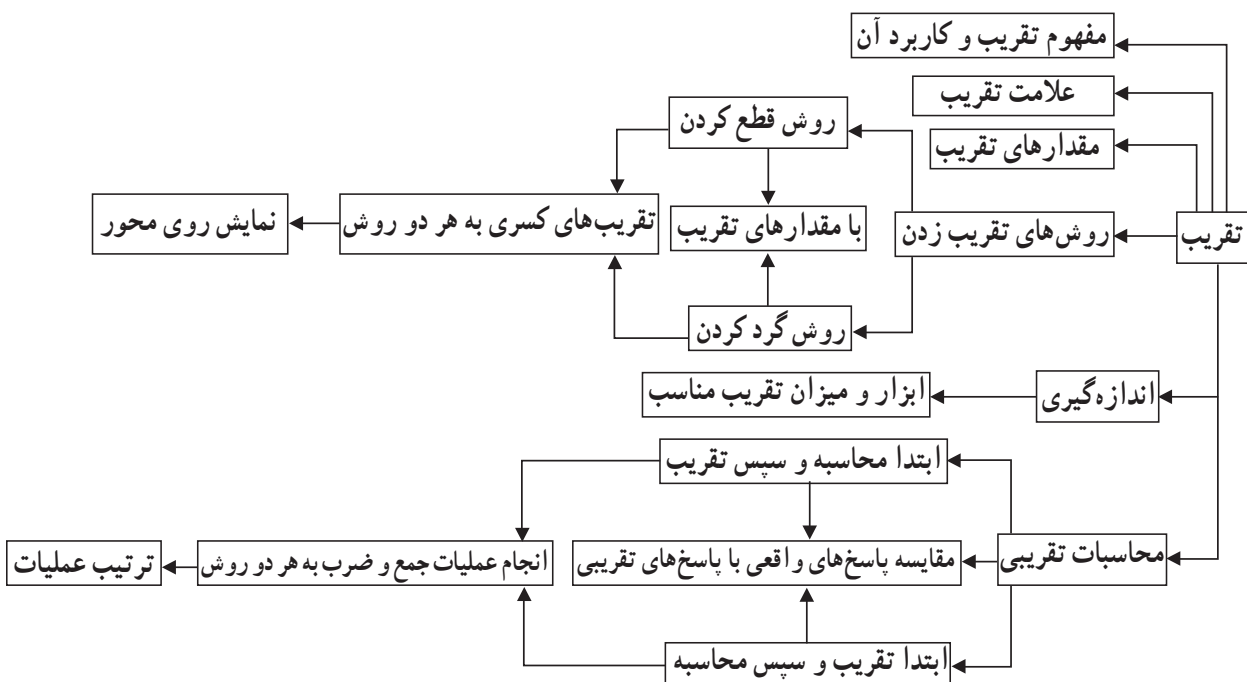 مفهوم تقریب و کاربرد آن
علامت تقریب
مقدارهای تقریب
تقریب
روش‌های تقریب زدن
روش قطع کردن
با مقدارهای تقریب
روش گرد کردن
تقریب‌های کسری به هر دو روش
نمایش روی محور
اندازه‌گیری
ابزار و میزان تقریب مناسب
محاسبات تقریبی
ابتدا محاسبه و سپس تقریب
مقایسه پاسخ‌های واقعی با پاسخ‌های تقریبی
ابتدا تقریب و سپس محاسبه
انجام عملیات جمع و ضرب به هر دو روش
ترتیب عملیات